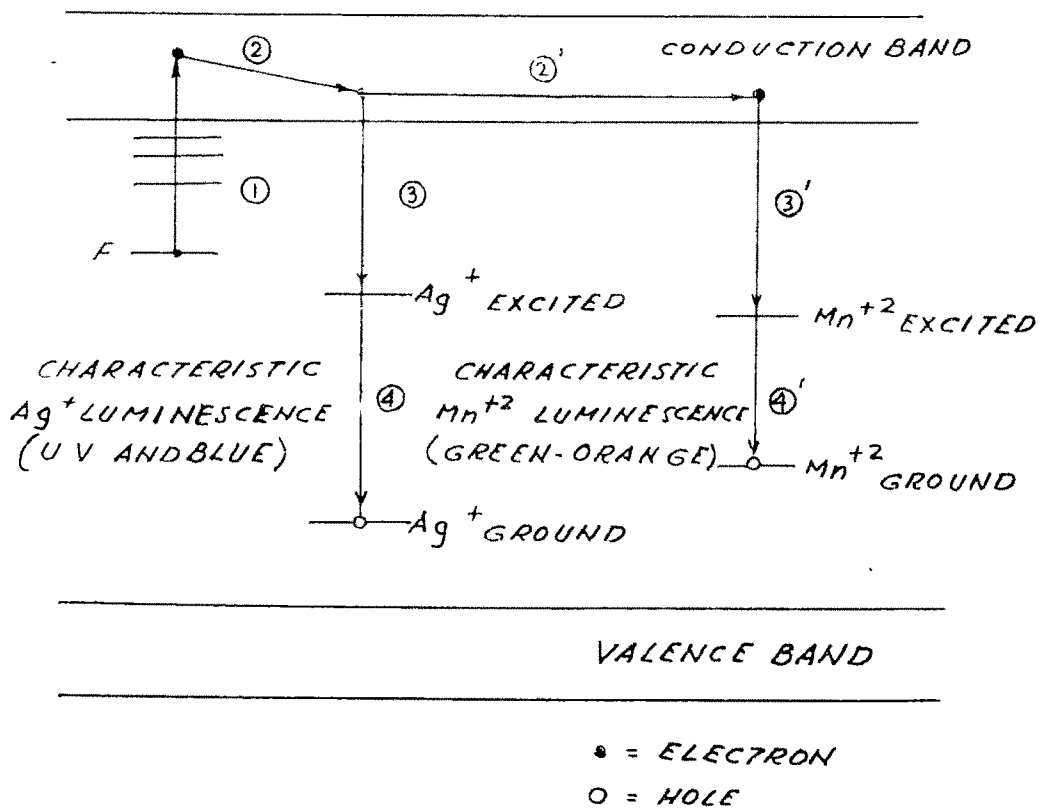 ②
②′
CONDUCTION BAND
①
③
③′
F
Ag+ EXCITED
Mn+2 EXCITED
CHARACTERISTIC
Ag+ LUMINESCENCE
(UV AND BLUE)
④
CHARACTERISTIC
Mn+2 LUMINESCENCE
(GREEN-ORANGE)
④′
Mn+2 GROUND
Ag+ GROUND
VALENCE BAND
• = ELECTRON
O = HOLE